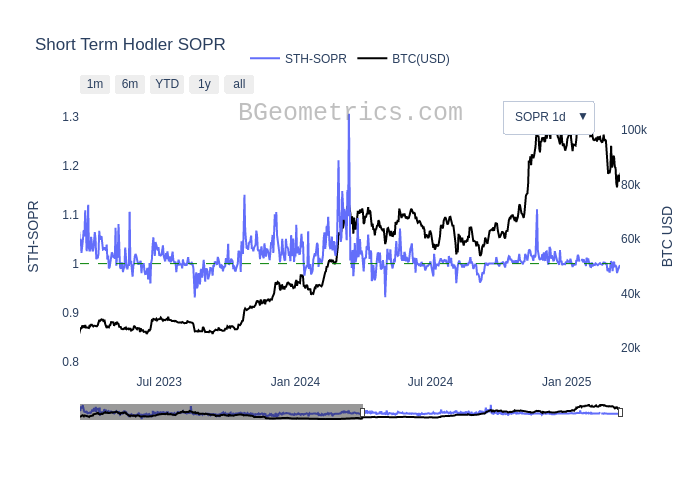 Short Term Hodler SOPR
STH-SOPR
BTC(USD)
1m
6m
YTD
1y
all
BGeometrics.com
SOPR 1d
▼
1.3
1.2
1.1
1
0.9
0.8
STH-SOPR
100k
80k
60k
40k
20k
BTC USD
Jul 2023
Jan 2024
Jul 2024
Jan 2025